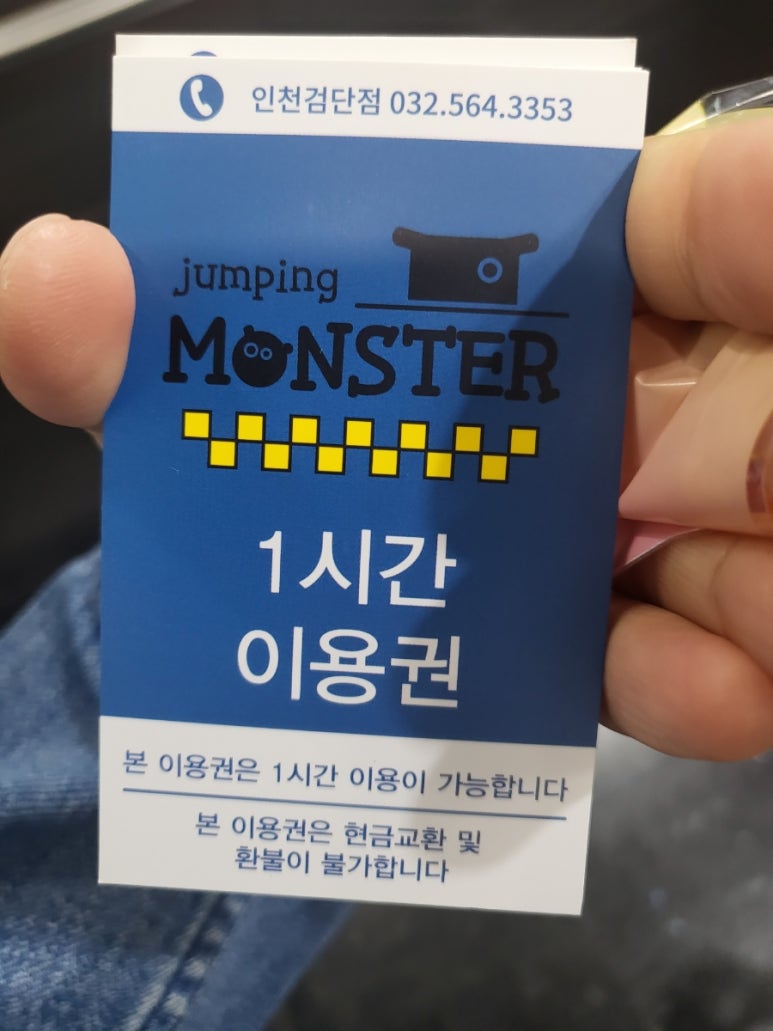 인천검단점 032.564.3353
jumping
MONSTER
1시간
이용권
본 이용권은 1시간 이용이 가능합니다
본 이용권은 현금교환 및
환불이 불가합니다